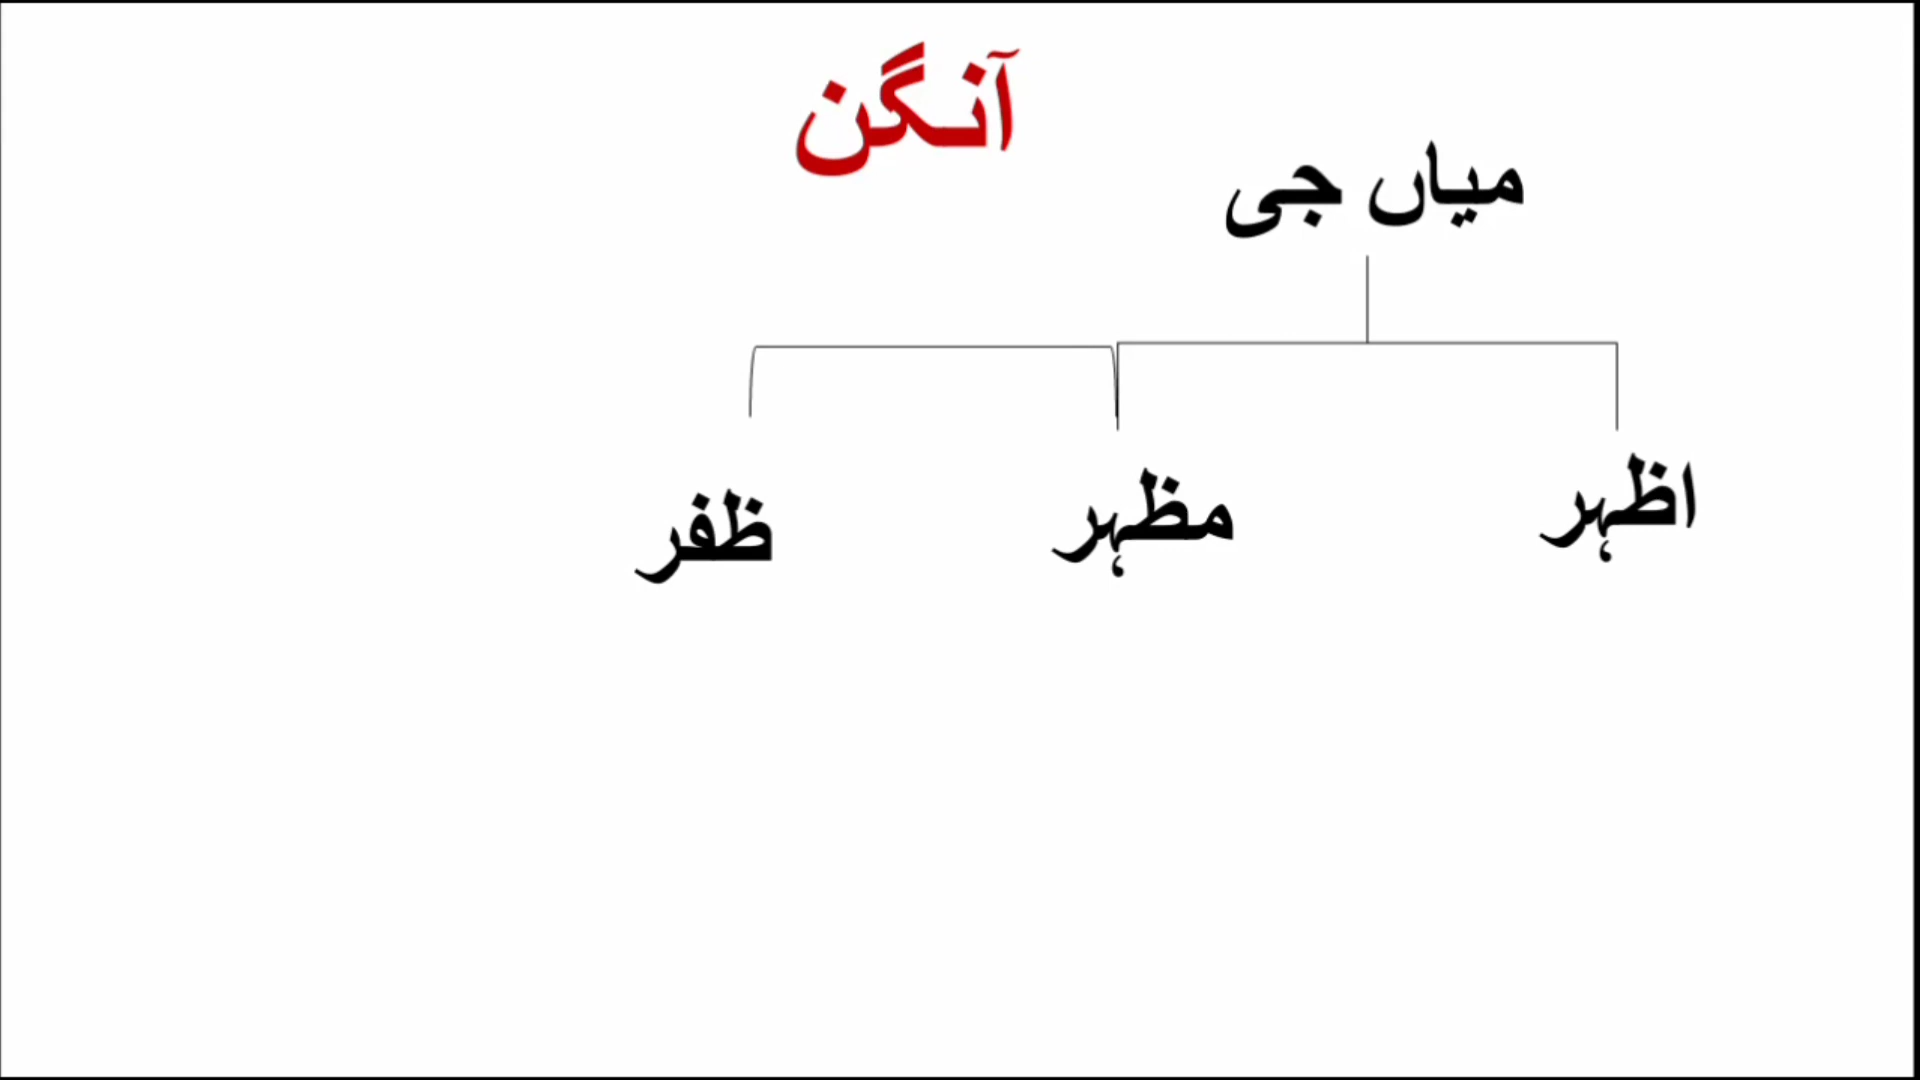 آنگن
میاں جی
اظہر
مظہر
ظفر